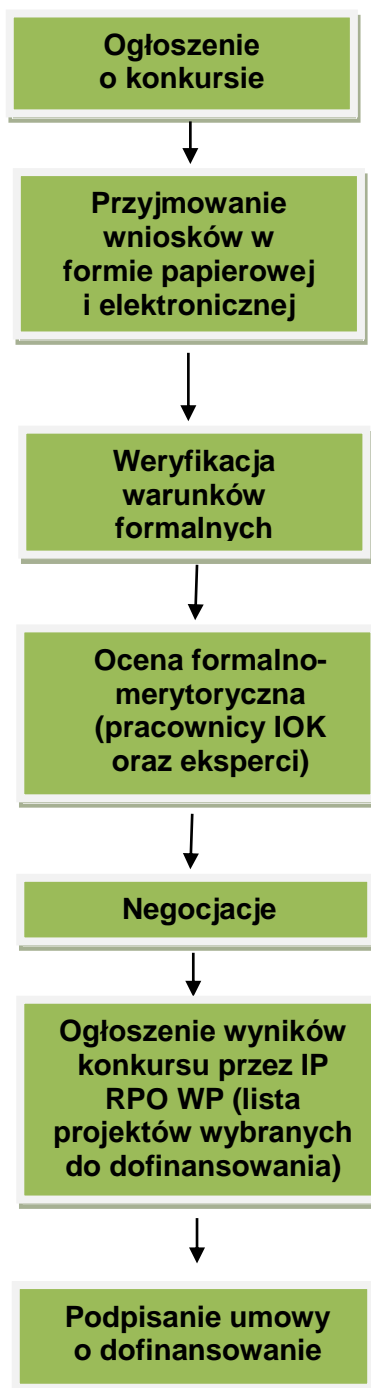 Ogłoszenie
o konkursie
Przyjmowanie
wniosków w
formie papierowej
i elektronicznej
Weryfikacja
warunków
formalnych
Ocena formalno-
merytoryczna
(pracownicy IOK
oraz eksperci)
Negocjacje
Ogłoszenie wyników
konkursu przez IP
RPO WP (lista
projektów wybranych
do dofinansowania)
Podpisanie umowy
o dofinansowanie